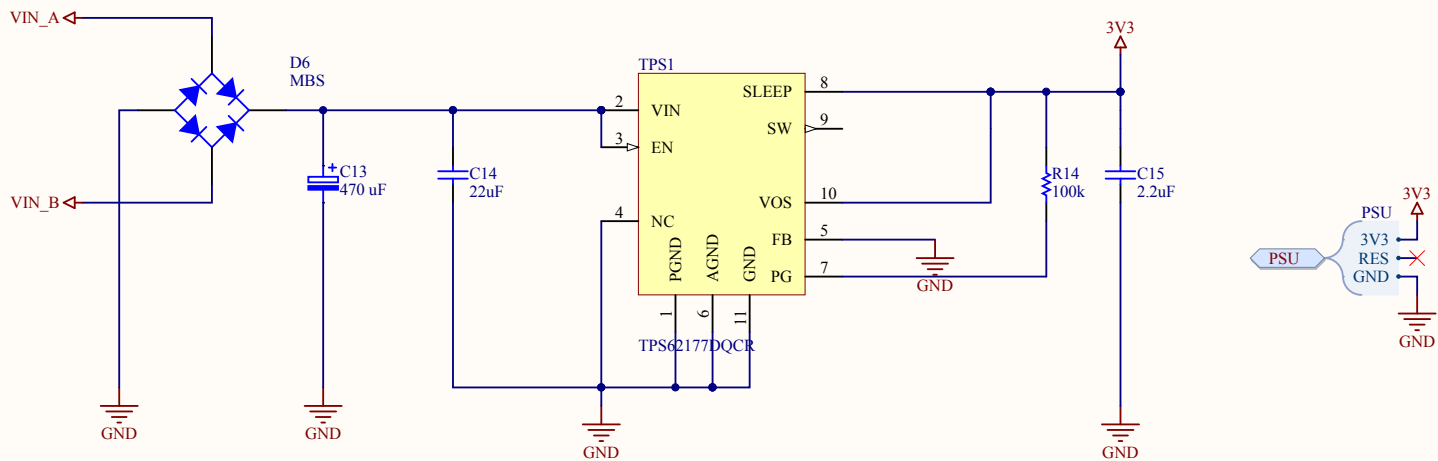 VIN_A
VIN_B
D6
MBS
C13
470 uF
C14
22uF
TPS1
2
VIN
3
EN
4
NC
SLEEP
8
SW
9
VOS
10
FB
5
PG
7
PGND
1
AGND
6
GND
11
TPS62177DQCR
R14
100k
C15
2.2uF
3V3
GND
GND
GND
GND
GND
PSU
PSU
3V3
RES
GND
3V3
GND